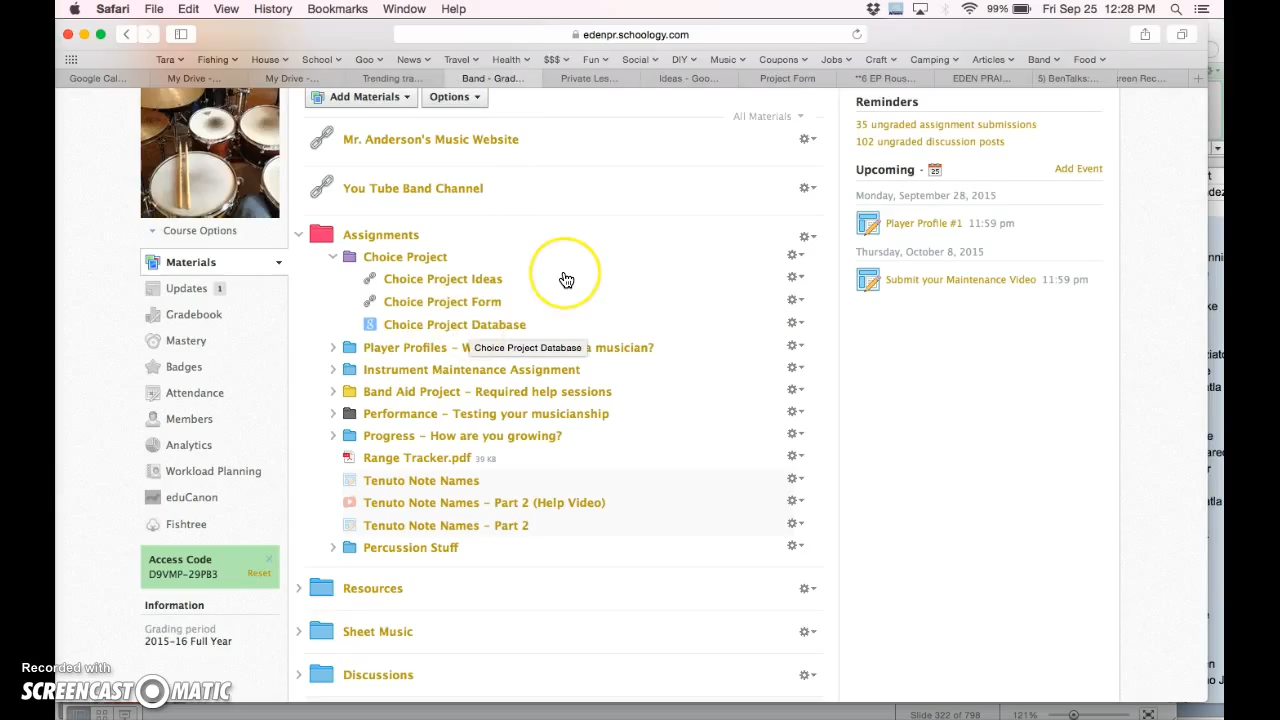 Safari File Edit View History Bookmarks Window Help 99% Fri Sep 25 12:28 PM
edenpr.schoology.com
Tara Fishing House School Goo News Travel Health $$$ Fun Social DIY Music Coupons Jobs Craft Camping Articles Band Food
Google Cal... My Drive - ... My Drive - ... Trending tra... Band - Grad... Private Les... Ideas - Goo... Project Form **6 EP Rous... EDEN PRAI... 5) BenTalks:... creen Rec...
Add Materials Options
All Materials
Mr. Anderson's Music Website
You Tube Band Channel
Course Options
Assignments
Choice Project
Materials
Choice Project Ideas
Updates 1
Choice Project Form
Gradebook
Choice Project Database
Mastery
Player Profiles – W Choice Project Database a musician?
Badges
Instrument Maintenance Assignment
Attendance
Band Aid Project – Required help sessions
Members
Performance – Testing your musicianship
Analytics
Progress – How are you growing?
Workload Planning
Range Tracker.pdf 39 KB
eduCanon
Tenuto Note Names
Fishtree
Tenuto Note Names – Part 2 (Help Video)
Tenuto Note Names – Part 2
Percussion Stuff
Access Code
D9VMP-29PB3 Reset
Information
Grading period
2015-16 Full Year
Resources
Sheet Music
Discussions
Reminders
35 ungraded assignment submissions
102 ungraded discussion posts
Upcoming · 25 Add Event
Monday, September 28, 2015
Player Profile #1 11:59 pm
Thursday, October 8, 2015
Submit your Maintenance Video 11:59 pm
Recorded with
SCREENCAST-O-MATIC
Slide 322 of 798 121%